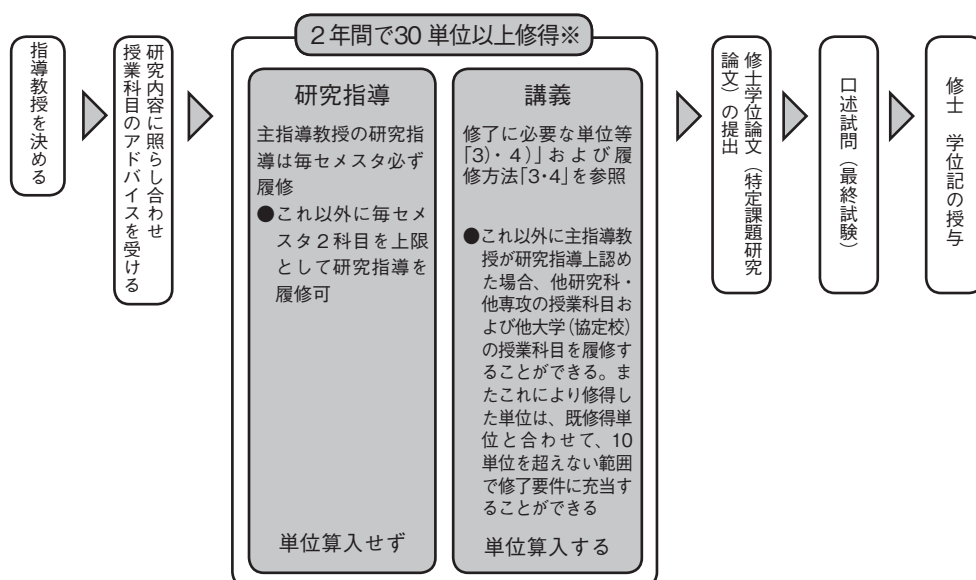 指導教授を決める
研究内容に照らし合わせ
授業科目のアドバイスを受ける
2年間で30単位以上修得※
研究指導
主指導教授の研究指
導は毎セメスタ必ず
履修
●これ以外に毎セメ
スタ2科目を上限
として研究指導を
履修可
単位算入せず
講義
修了に必要な単位等
「3)・4)」および履
修方法「3・4」を参照
●これ以外に主指導教
授が研究指導上認め
た場合、他研究科・
他専攻の授業科目お
よび他大学(協定校)
の授業科目を履修す
ることができる。ま
たこれにより修得し
た単位は、既修得単
位と合わせて、10
単位を超えない範囲
で修了要件に充当す
ることができる
単位算入する
修士学位論文(特定課題研究
論文)の提出
口述試問(最終試験)
修士 学位記の授与